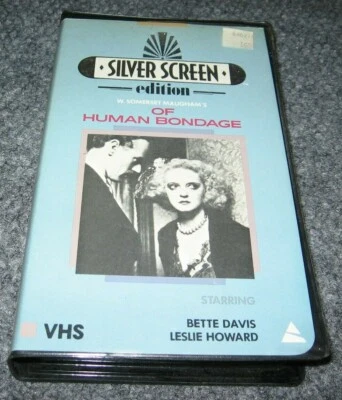 SILVER SCREEN
edition
W. SOMERSET MAUGHAM'S
OF
HUMAN BONDAGE
STARRING
BETTE DAVIS
LESLIE HOWARD
VHS